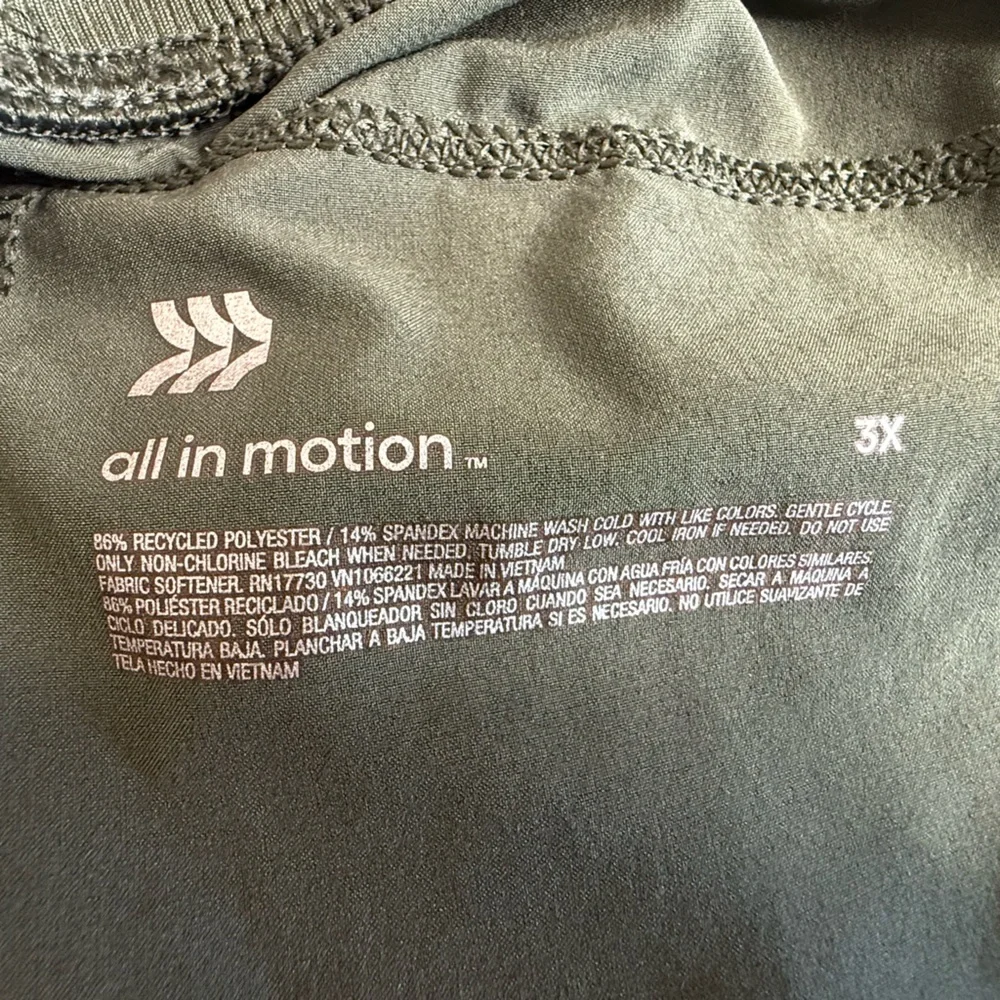 all in motion™
3X
86% RECYCLED POLYESTER / 14% SPANDEX MACHINE WASH COLD WITH LIKE COLORS. GENTLE CYCLE.
ONLY NON-CHLORINE BLEACH WHEN NEEDED. TUMBLE DRY LOW. COOL IRON IF NEEDED. DO NOT USE
FABRIC SOFTENER. RN17730 VN1066221 MADE IN VIETNAM
86% POLIÉSTER RECICLADO / 14% SPANDEX LAVAR A MÁQUINA CON AGUA FRÍA CON COLORES SIMILARES.
CICLO DELICADO. SÓLO BLANQUEADOR SIN CLORO CUANDO SEA NECESARIO. SECAR A MÁQUINA A
TEMPERATURA BAJA. PLANCHAR A BAJA TEMPERATURA SI ES NECESARIO. NO UTILICE SUAVIZANTE DE
TELA HECHO EN VIETNAM